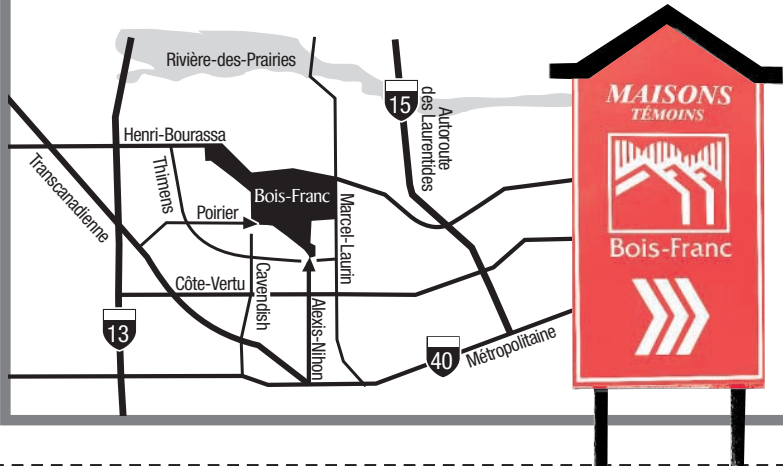 Rivière-des-Prairies
15
Autoroute
des Laurentides
Henri-Bourassa
Transcanadienne
Thimens
Poirier
Bois-Franc
Marcel-Laurin
Côte-Vertu
Cavendish
Alexis-Nihon
13
40
Métropolitaine
MAISONS
TÉMOINS
Bois-Franc